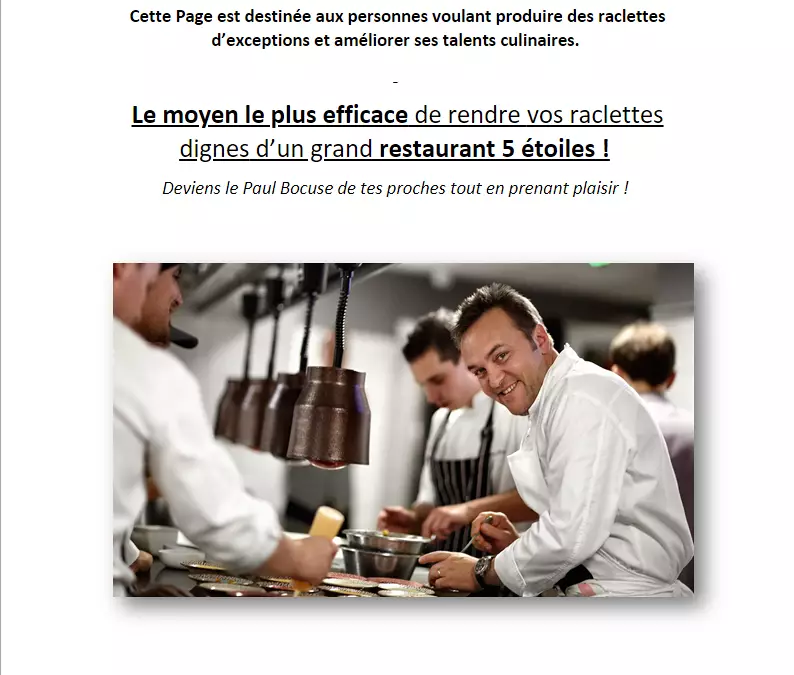 Cette Page est destinée aux personnes voulant produire des raclettes
d’exceptions et améliorer ses talents culinaires.
-
Le moyen le plus efficace de rendre vos raclettes
dignes d’un grand restaurant 5 étoiles !
Deviens le Paul Bocuse de tes proches tout en prenant plaisir !